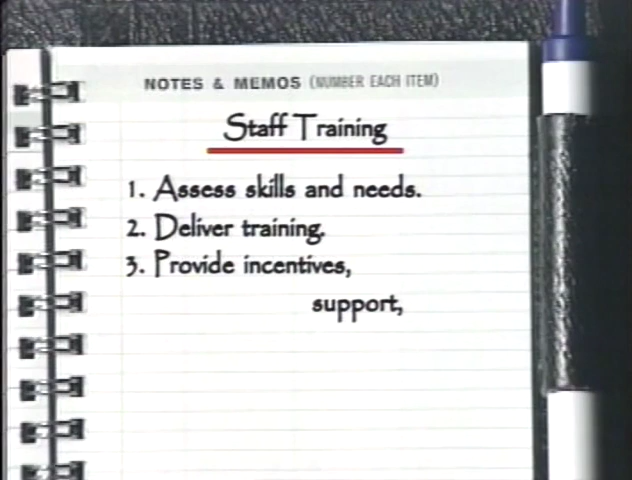 NOTES & MEMOS (NUMBER EACH ITEM)
Staff Training
1. Assess skills and needs.
2. Deliver training.
3. Provide incentives,
support,